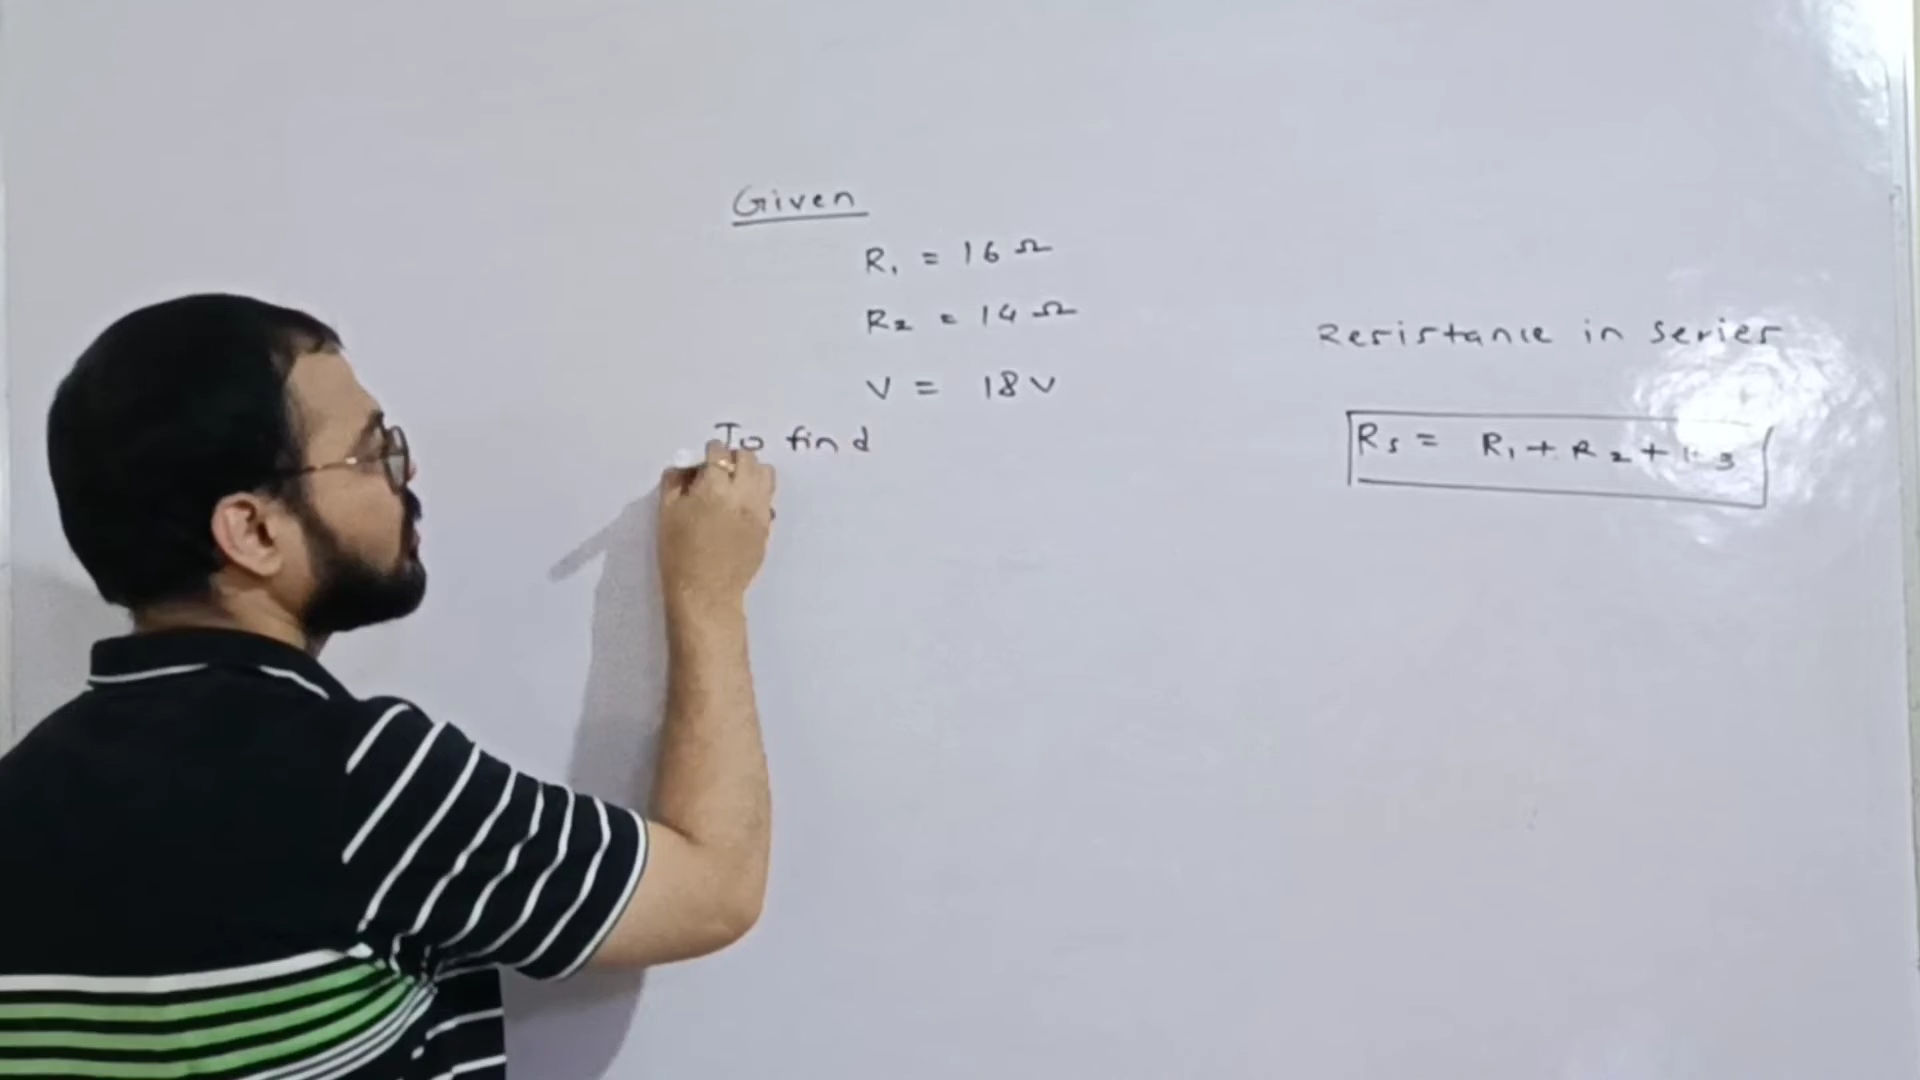 Given
R1 = 16 Ω
R2 = 14 Ω
V = 18 V
To find
Resistance in series
Rs = R1 + R2 + R3